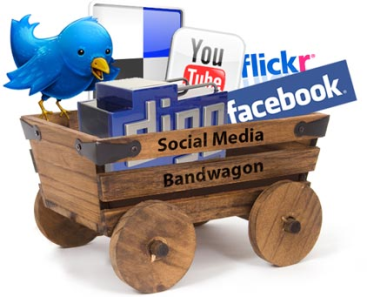 You
Tube
flickr
facebook
digg
Social Media
Bandwagon